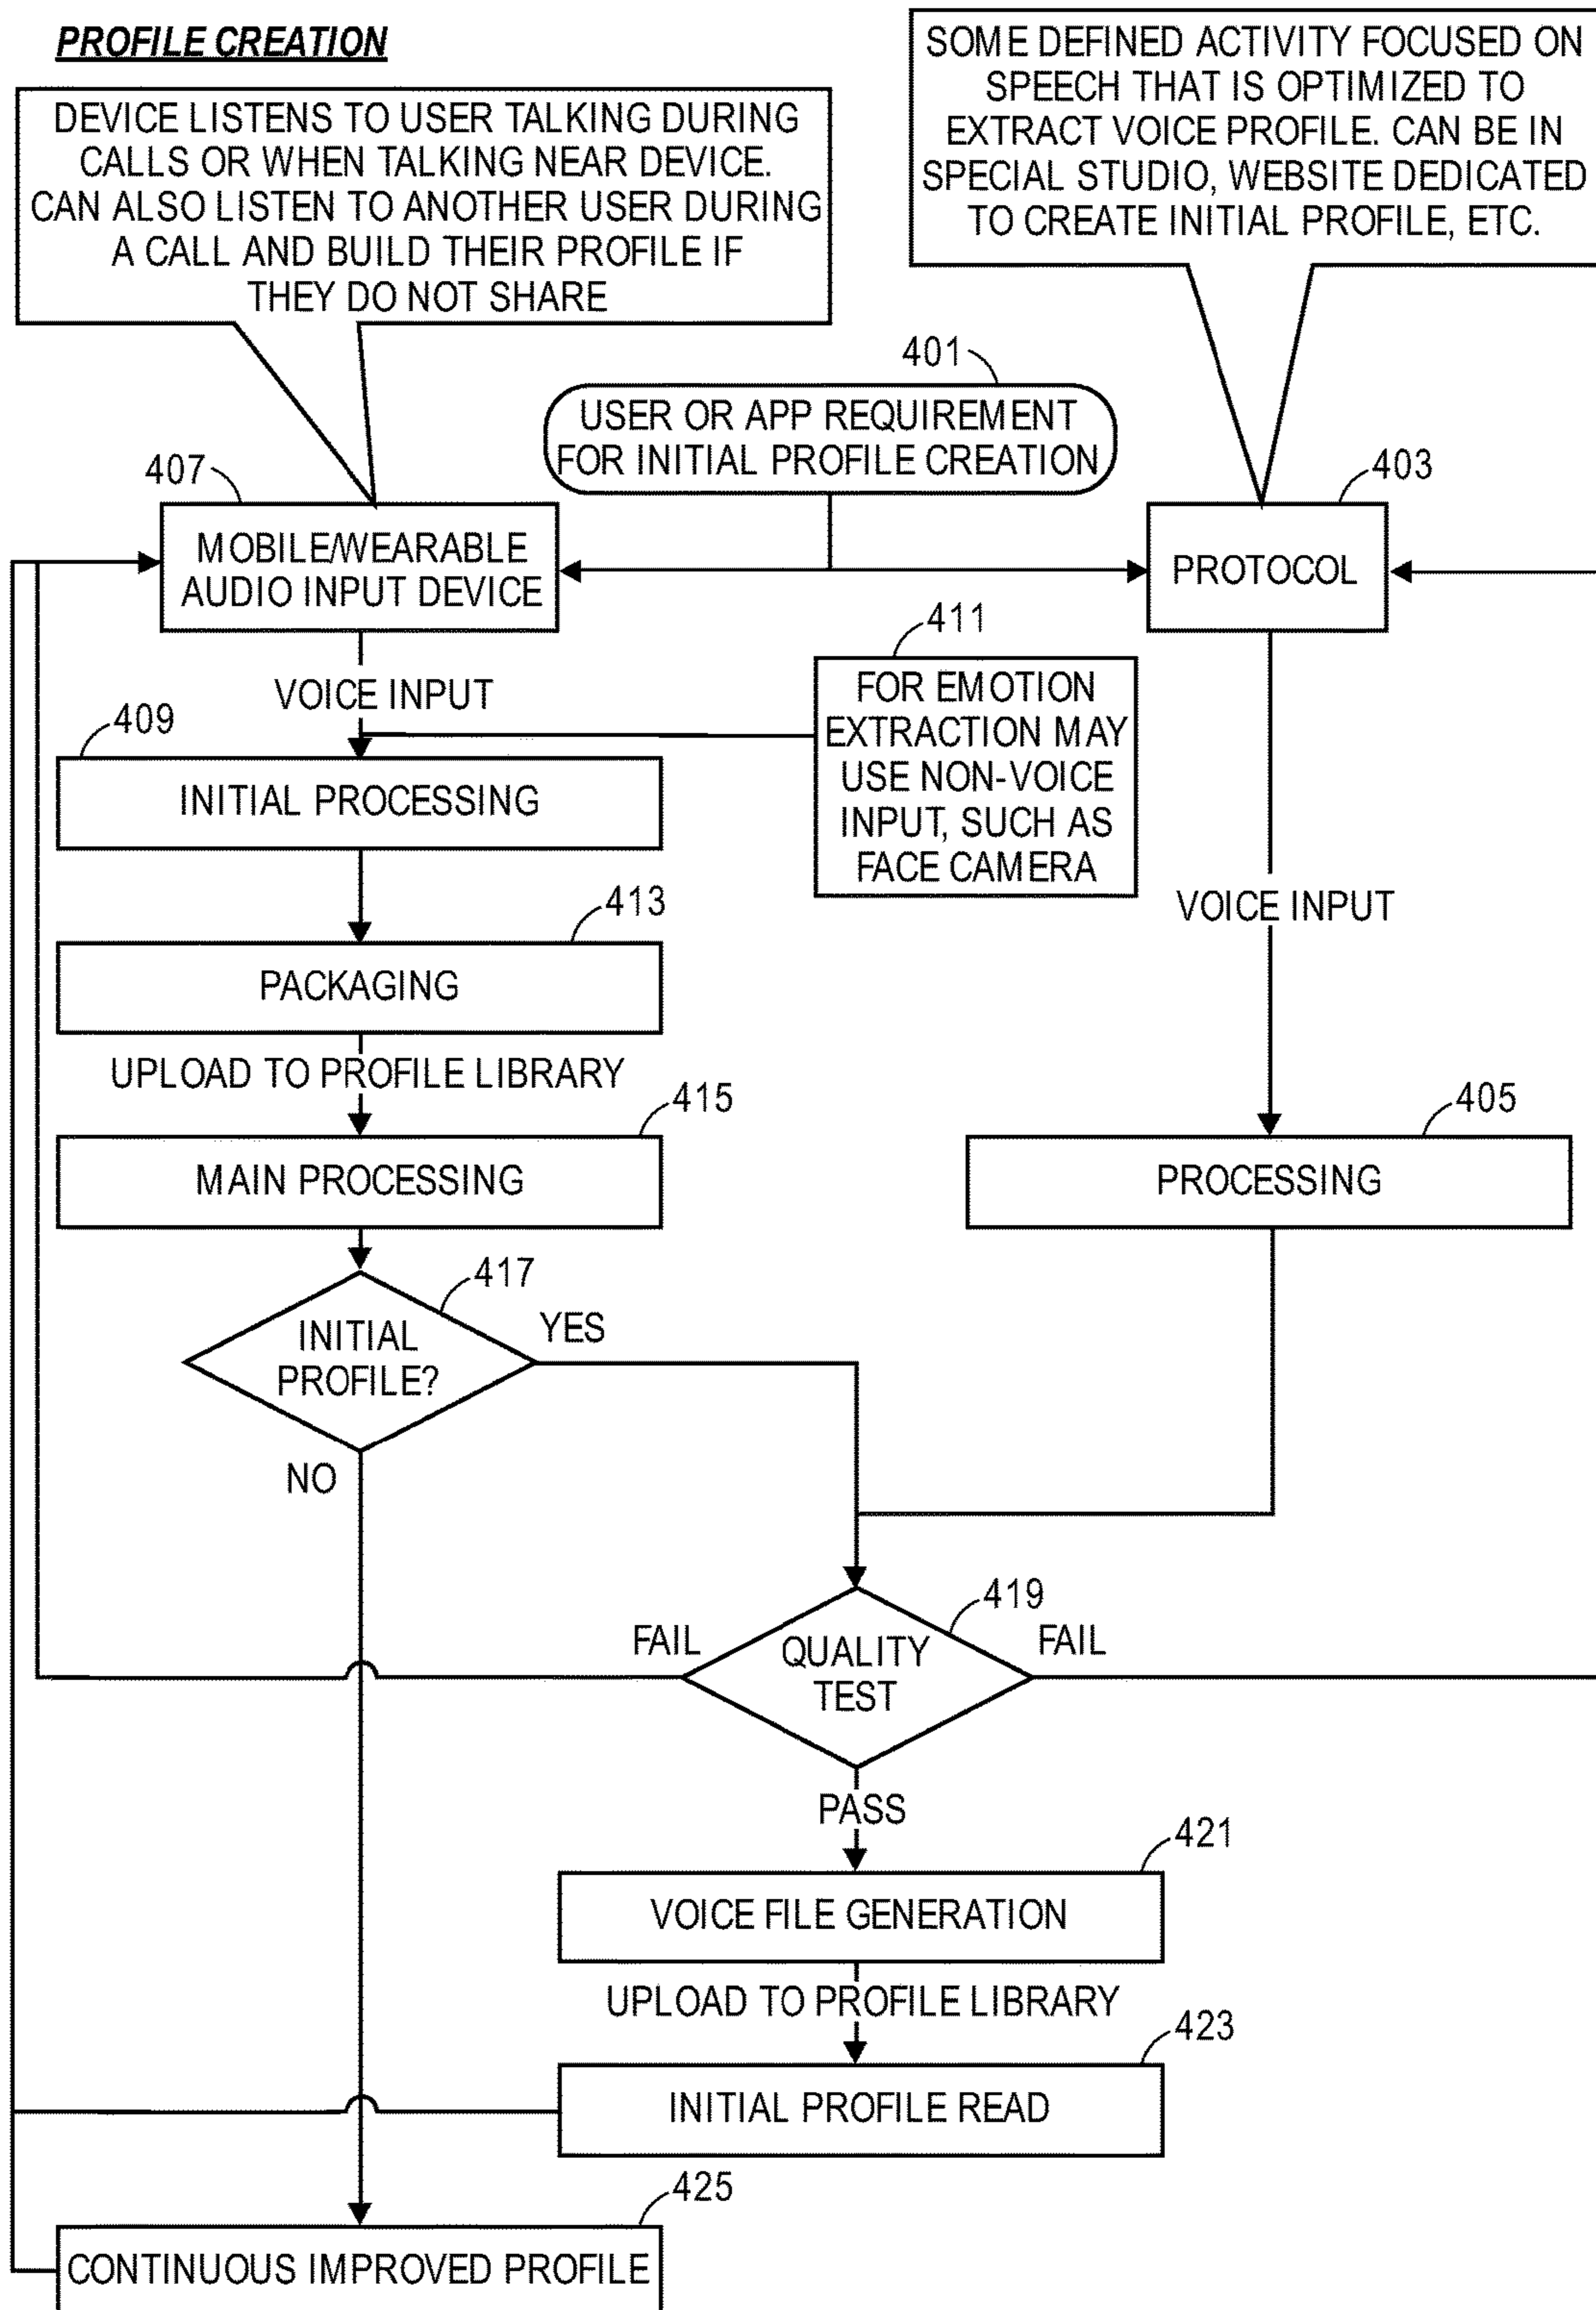 PROFILE CREATION
DEVICE LISTENS TO USER TALKING DURING
CALLS OR WHEN TALKING NEAR DEVICE.
CAN ALSO LISTEN TO ANOTHER USER DURING
A CALL AND BUILD THEIR PROFILE IF
THEY DO NOT SHARE
SOME DEFINED ACTIVITY FOCUSED ON
SPEECH THAT IS OPTIMIZED TO
EXTRACT VOICE PROFILE. CAN BE IN
SPECIAL STUDIO, WEBSITE DEDICATED
TO CREATE INITIAL PROFILE, ETC.
401
USER OR APP REQUIREMENT
FOR INITIAL PROFILE CREATION
407
MOBILE/WEARABLE
AUDIO INPUT DEVICE
403
PROTOCOL
VOICE INPUT
411
FOR EMOTION
EXTRACTION MAY
USE NON-VOICE
INPUT, SUCH AS
FACE CAMERA
409
INITIAL PROCESSING
VOICE INPUT
413
PACKAGING
UPLOAD TO PROFILE LIBRARY
415
MAIN PROCESSING
405
PROCESSING
417
INITIAL
PROFILE?
YES
NO
419
QUALITY
TEST
FAIL
FAIL
PASS
421
VOICE FILE GENERATION
UPLOAD TO PROFILE LIBRARY
423
INITIAL PROFILE READ
425
CONTINUOUS IMPROVED PROFILE